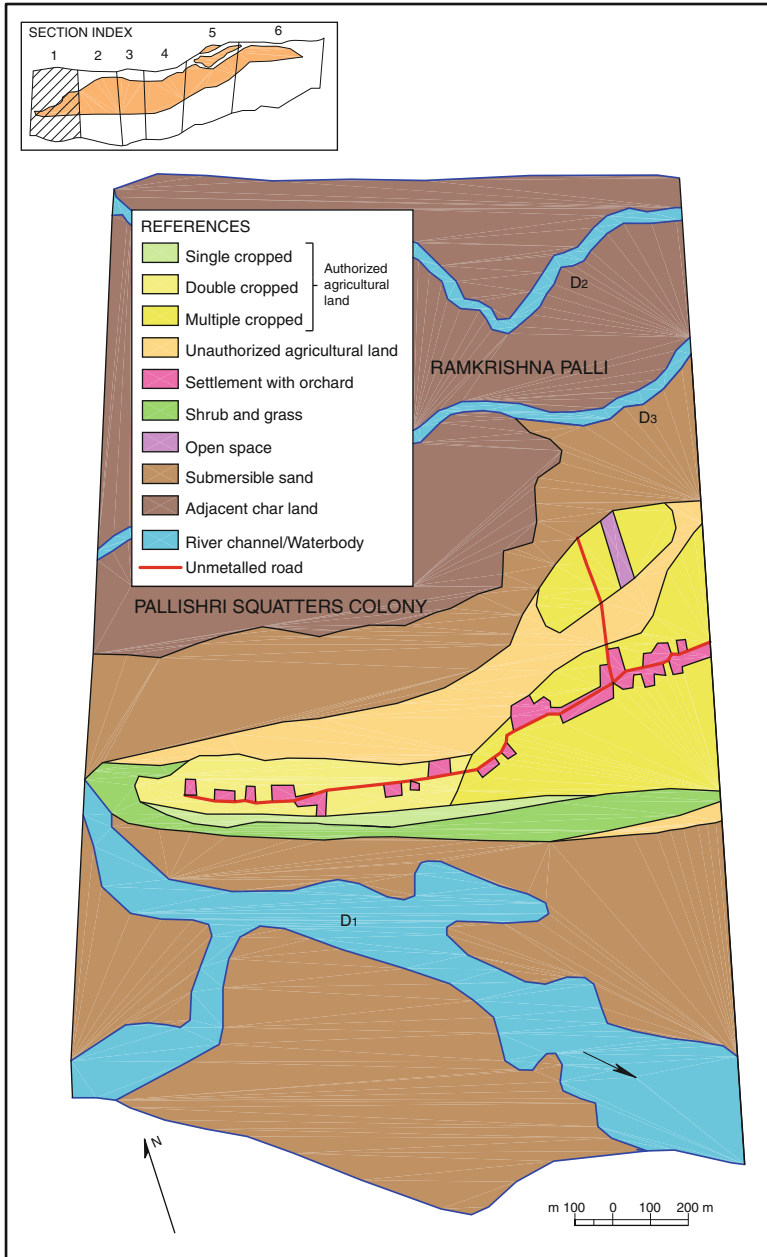 SECTION INDEX
1 2 3 4 5 6
REFERENCES
Single cropped
Double cropped
Multiple cropped
Authorized
agricultural
land
Unauthorized agricultural land
Settlement with orchard
Shrub and grass
Open space
Submersible sand
Adjacent char land
River channel/Waterbody
Unmetalled road
D2
RAMKRISHNA PALLI
D3
PALLISHRI SQUATTERS COLONY
D1
N
m 100 0 100 200 m